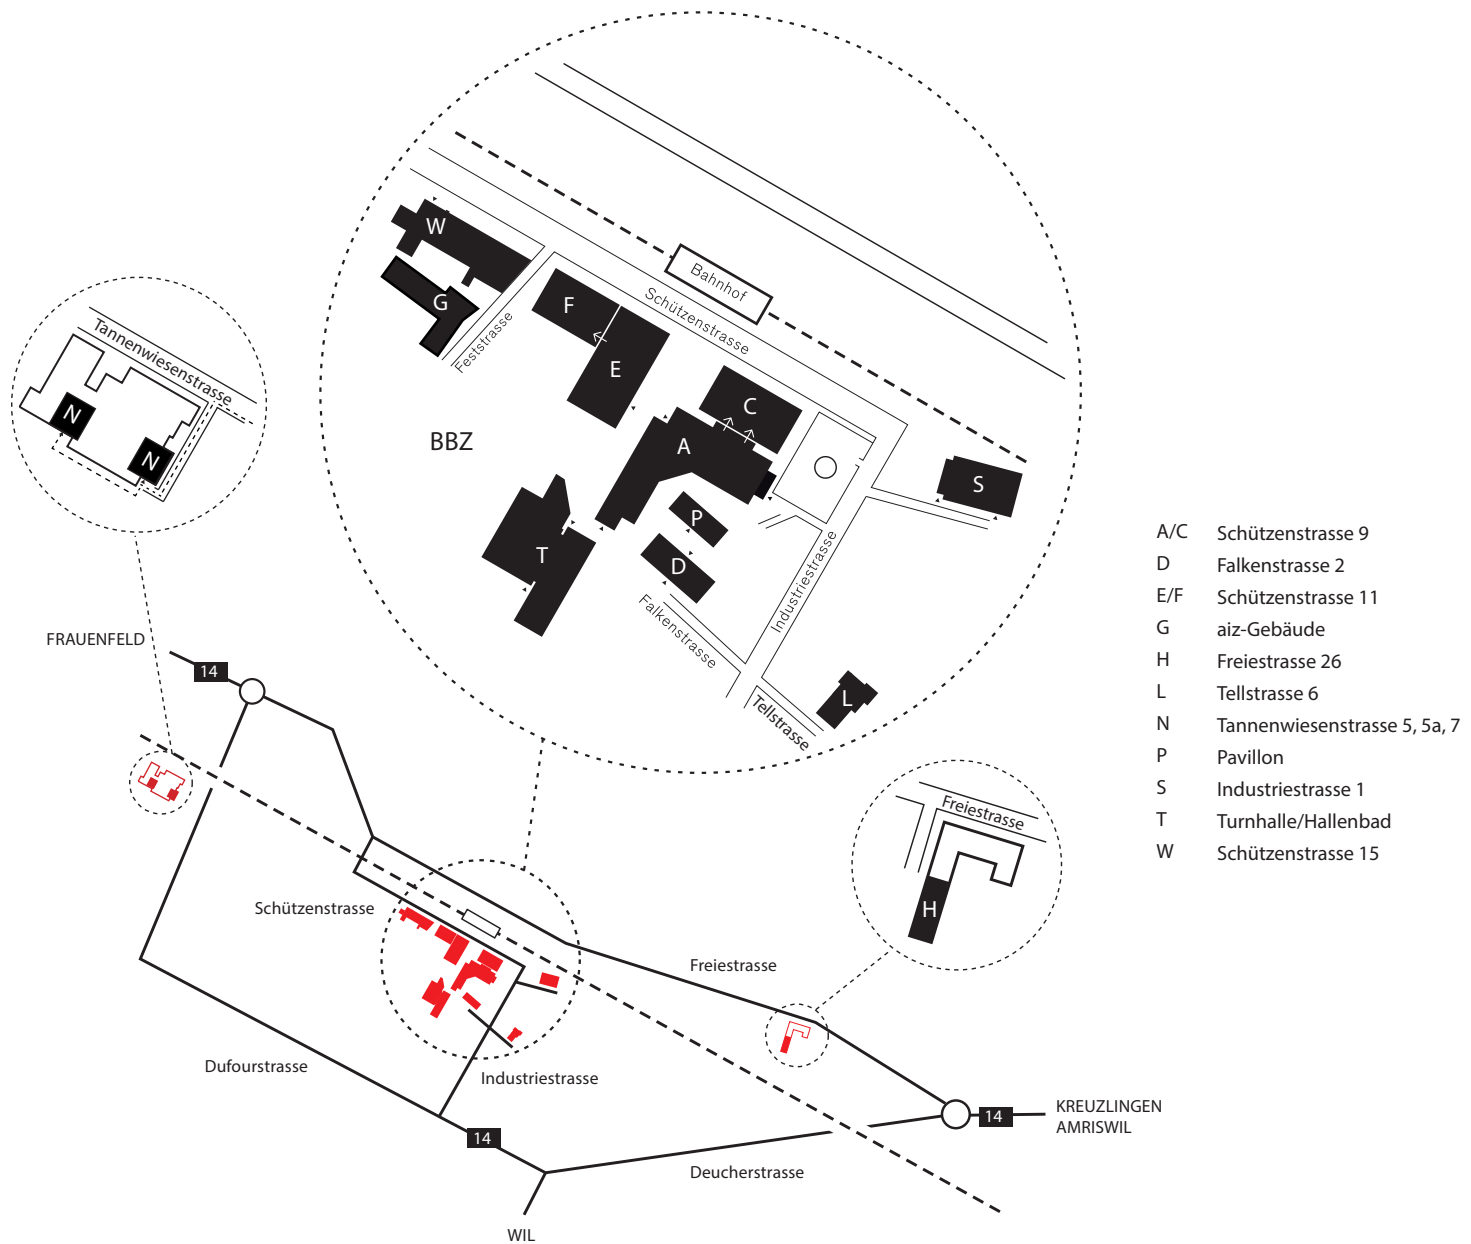 W
G
F
E
Feststrasse
Bahnhof
Schützenstrasse
C
A
BBZ
S
P
T
D
Falkenstrasse
Industriestrasse
L
Tellstrasse
Tannenwiesenstrasse
N
N
A/C Schützenstrasse 9
D Falkenstrasse 2
E/F Schützenstrasse 11
G aiz-Gebäude
H Freiestrasse 26
L Tellstrasse 6
N Tannenwiesenstrasse 5, 5a, 7
P Pavillon
S Industriestrasse 1
T Turnhalle/Hallenbad
W Schützenstrasse 15
FRAUENFELD
14
Freiestrasse
H
Schützenstrasse
Freiestrasse
Dufourstrasse
Industriestrasse
14
14
KREUZLINGEN
AMRISWIL
Deucherstrasse
WIL